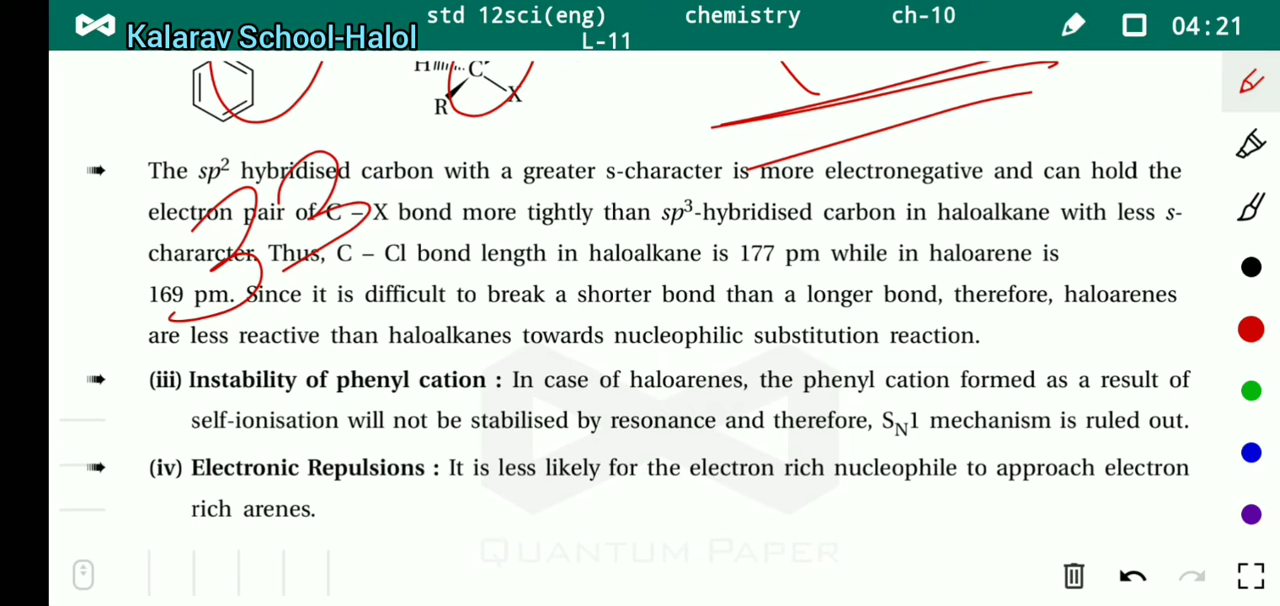 std 12sci(eng) chemistry ch-10
Kalarav School-Halol L-11 04:21
H C
R X
The sp² hybridised carbon with a greater s-character is more electronegative and can hold the
electron pair of C – X bond more tightly than sp³-hybridised carbon in haloalkane with less s-
chararcter. Thus, C – Cl bond length in haloalkane is 177 pm while in haloarene is
169 pm. Since it is difficult to break a shorter bond than a longer bond, therefore, haloarenes
are less reactive than haloalkanes towards nucleophilic substitution reaction.
(iii) Instability of phenyl cation : In case of haloarenes, the phenyl cation formed as a result of
self-ionisation will not be stabilised by resonance and therefore, S_N1 mechanism is ruled out.
(iv) Electronic Repulsions : It is less likely for the electron rich nucleophile to approach electron
rich arenes.
QUANTUM PAPER